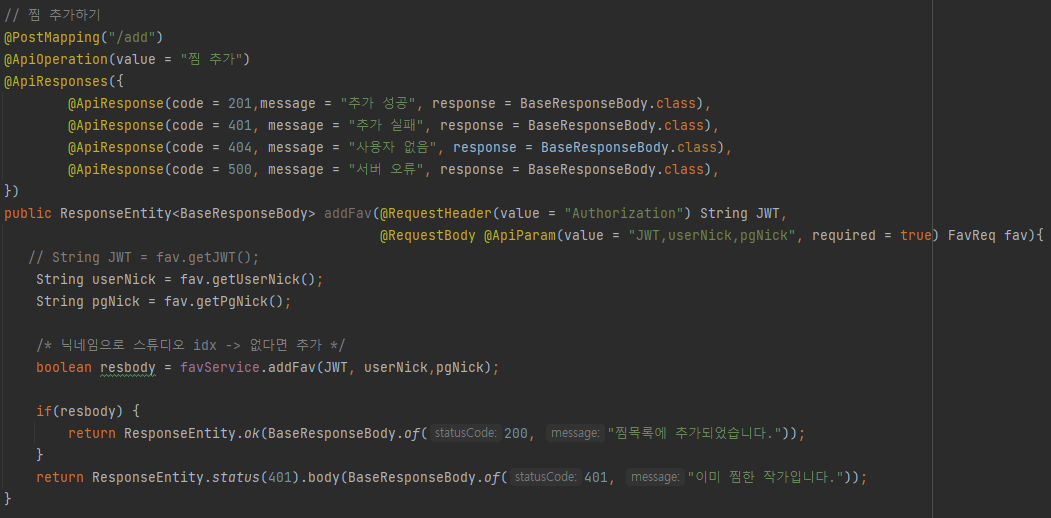 // 찜 추가하기
@PostMapping("/add")
@ApiOperation(value = "찜 추가")
@ApiResponses({
        @ApiResponse(code = 201,message = "추가 성공", response = BaseResponseBody.class),
        @ApiResponse(code = 401, message = "추가 실패", response = BaseResponseBody.class),
        @ApiResponse(code = 404, message = "사용자 없음", response = BaseResponseBody.class),
        @ApiResponse(code = 500, message = "서버 오류", response = BaseResponseBody.class),
})
public ResponseEntity<BaseResponseBody> addFav(@RequestHeader(value = "Authorization") String JWT,
                                               @RequestBody @ApiParam(value = "JWT,userNick,pgNick", required = true) FavReq fav){
   // String JWT = fav.getJWT();
    String userNick = fav.getUserNick();
    String pgNick = fav.getPgNick();
    /* 닉네임으로 스튜디오 idx -> 없다면 추가 */
    boolean resbody = favService.addFav(JWT, userNick,pgNick);
    if(resbody) {
        return ResponseEntity.ok(BaseResponseBody.of( statusCode: 200, message: "찜목록에 추가되었습니다."));
    }
    return ResponseEntity.status(401).body(BaseResponseBody.of( statusCode: 401, message: "이미 찜한 작가입니다."));
}